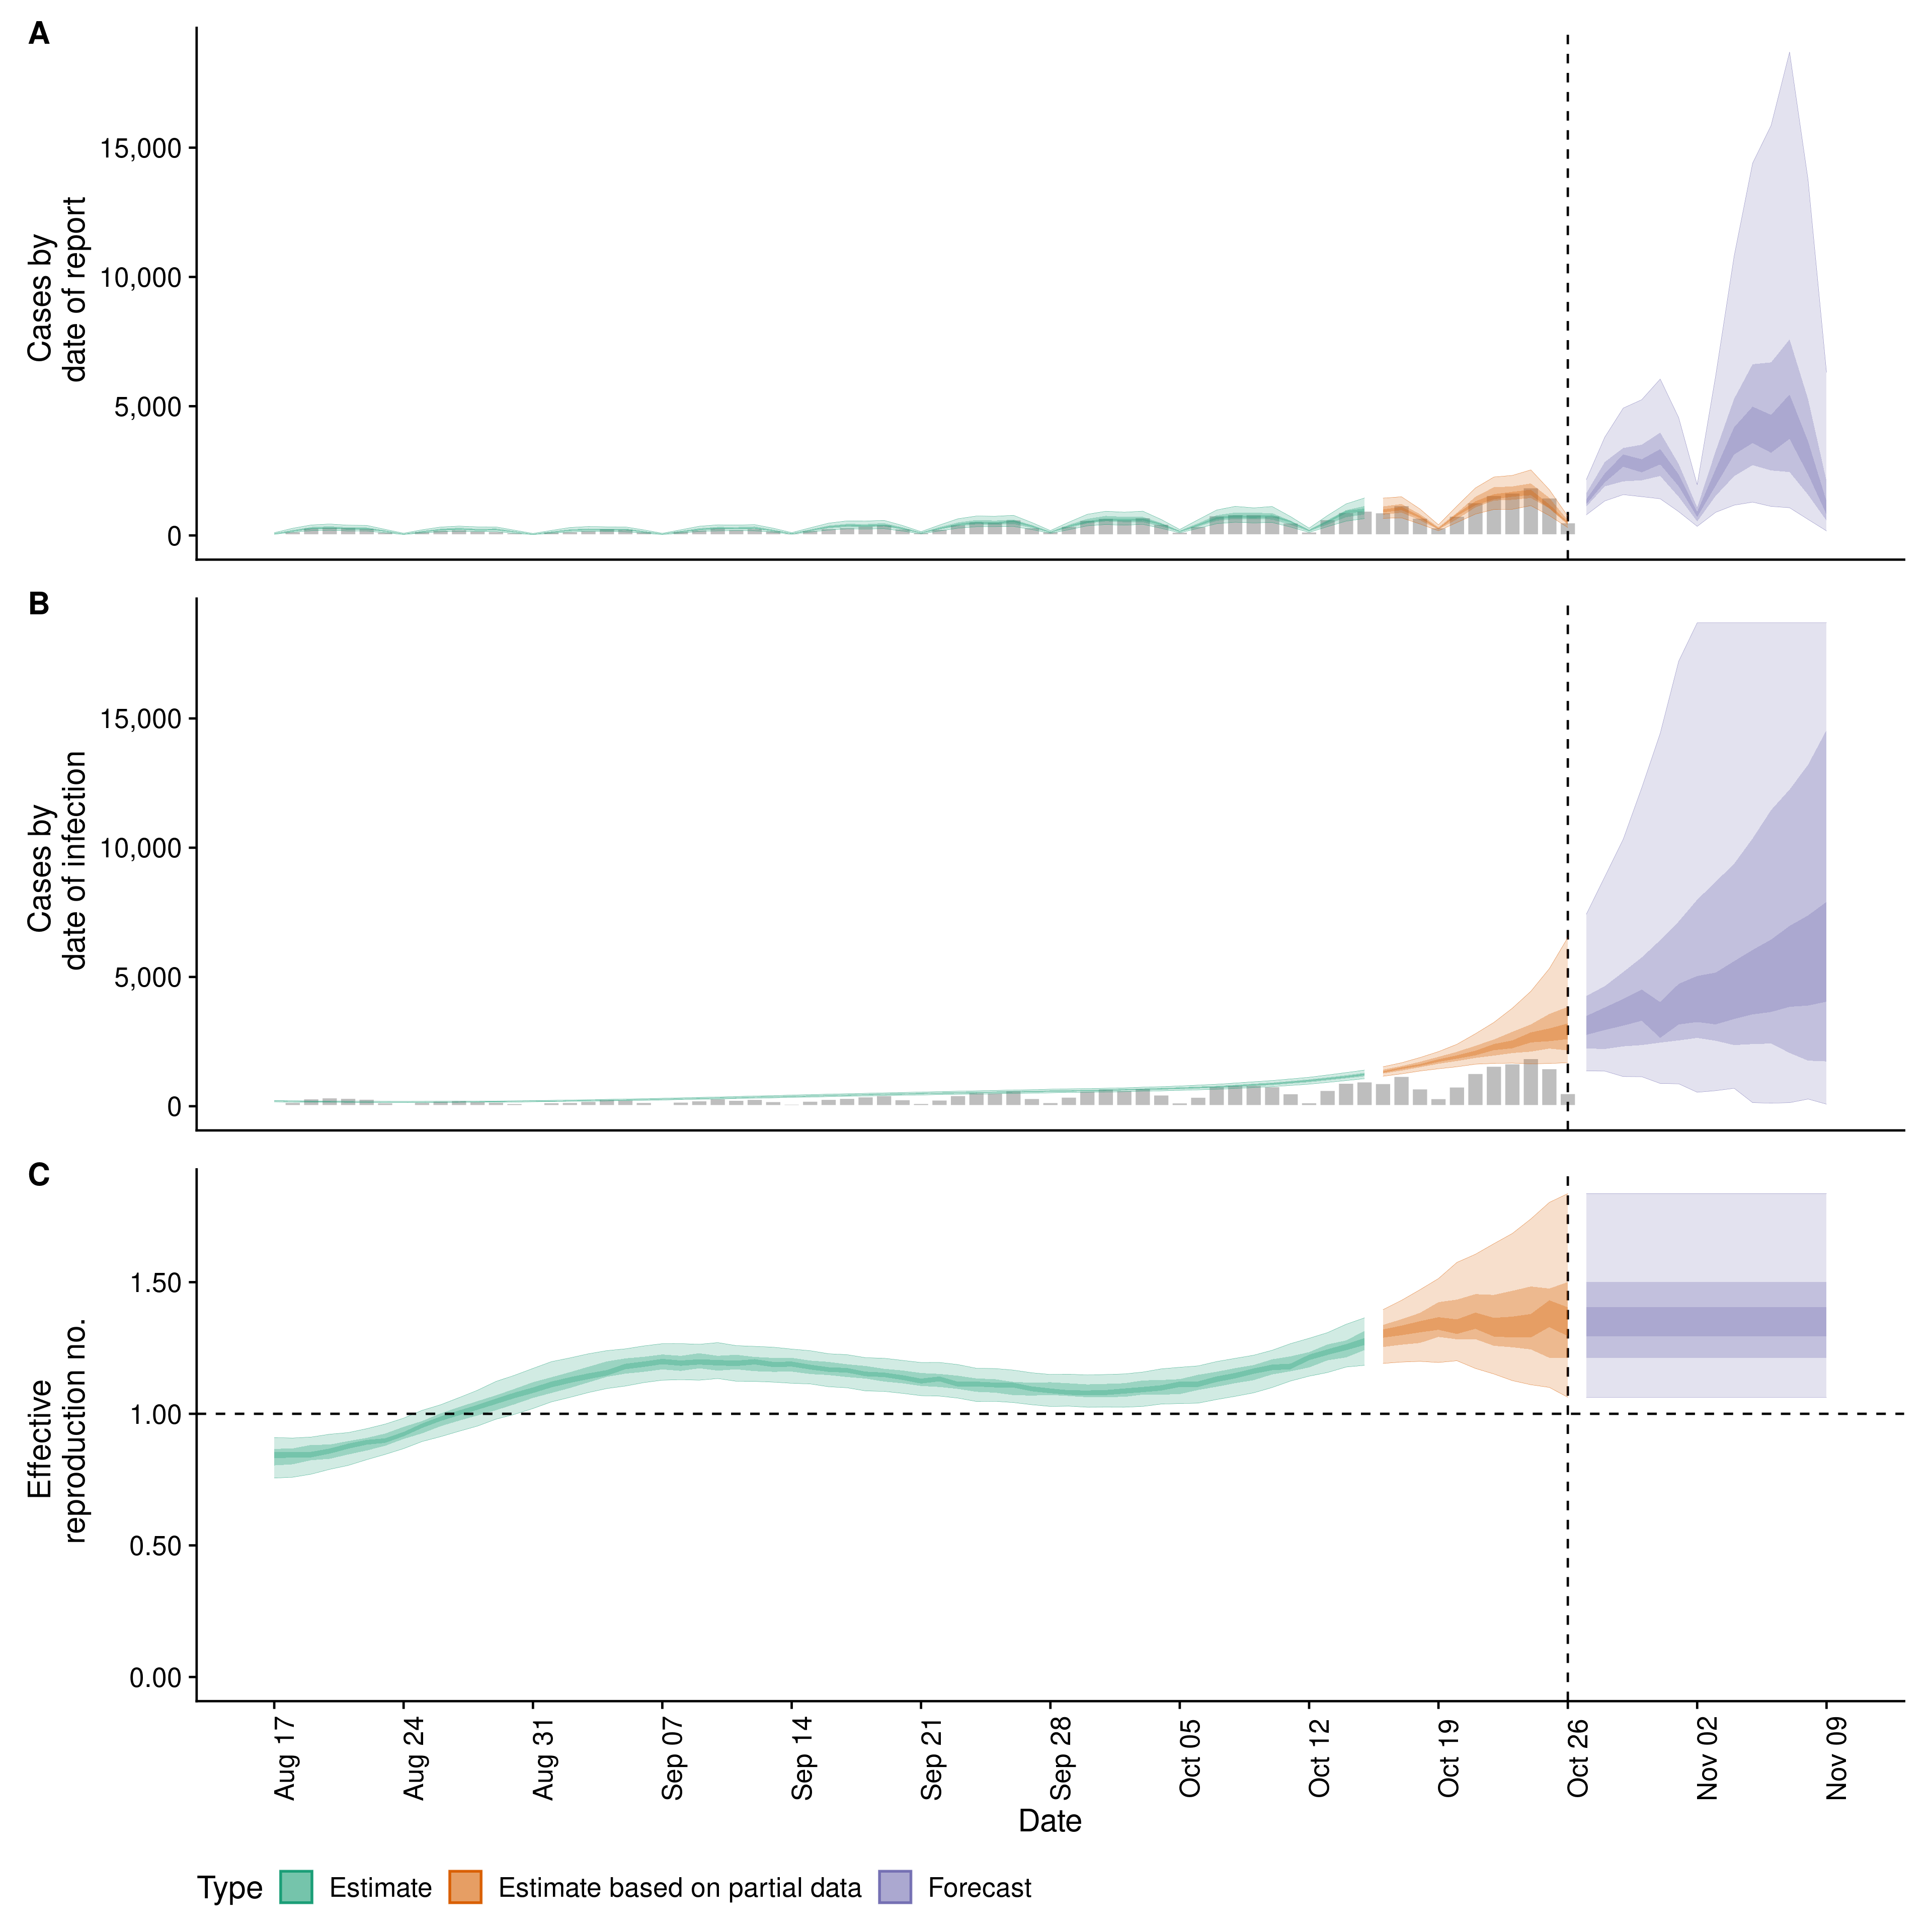 A
Cases by
date of report
15,000
10,000
5,000
0
B
Cases by
date of infection
15,000
10,000
5,000
0
C
Effective
reproduction no.
1.50
1.00
0.50
0.00
Aug 17
Aug 24
Aug 31
Sep 07
Sep 14
Sep 21
Sep 28
Oct 05
Oct 12
Oct 19
Oct 26
Nov 02
Nov 09
Date
Type Estimate Estimate based on partial data Forecast